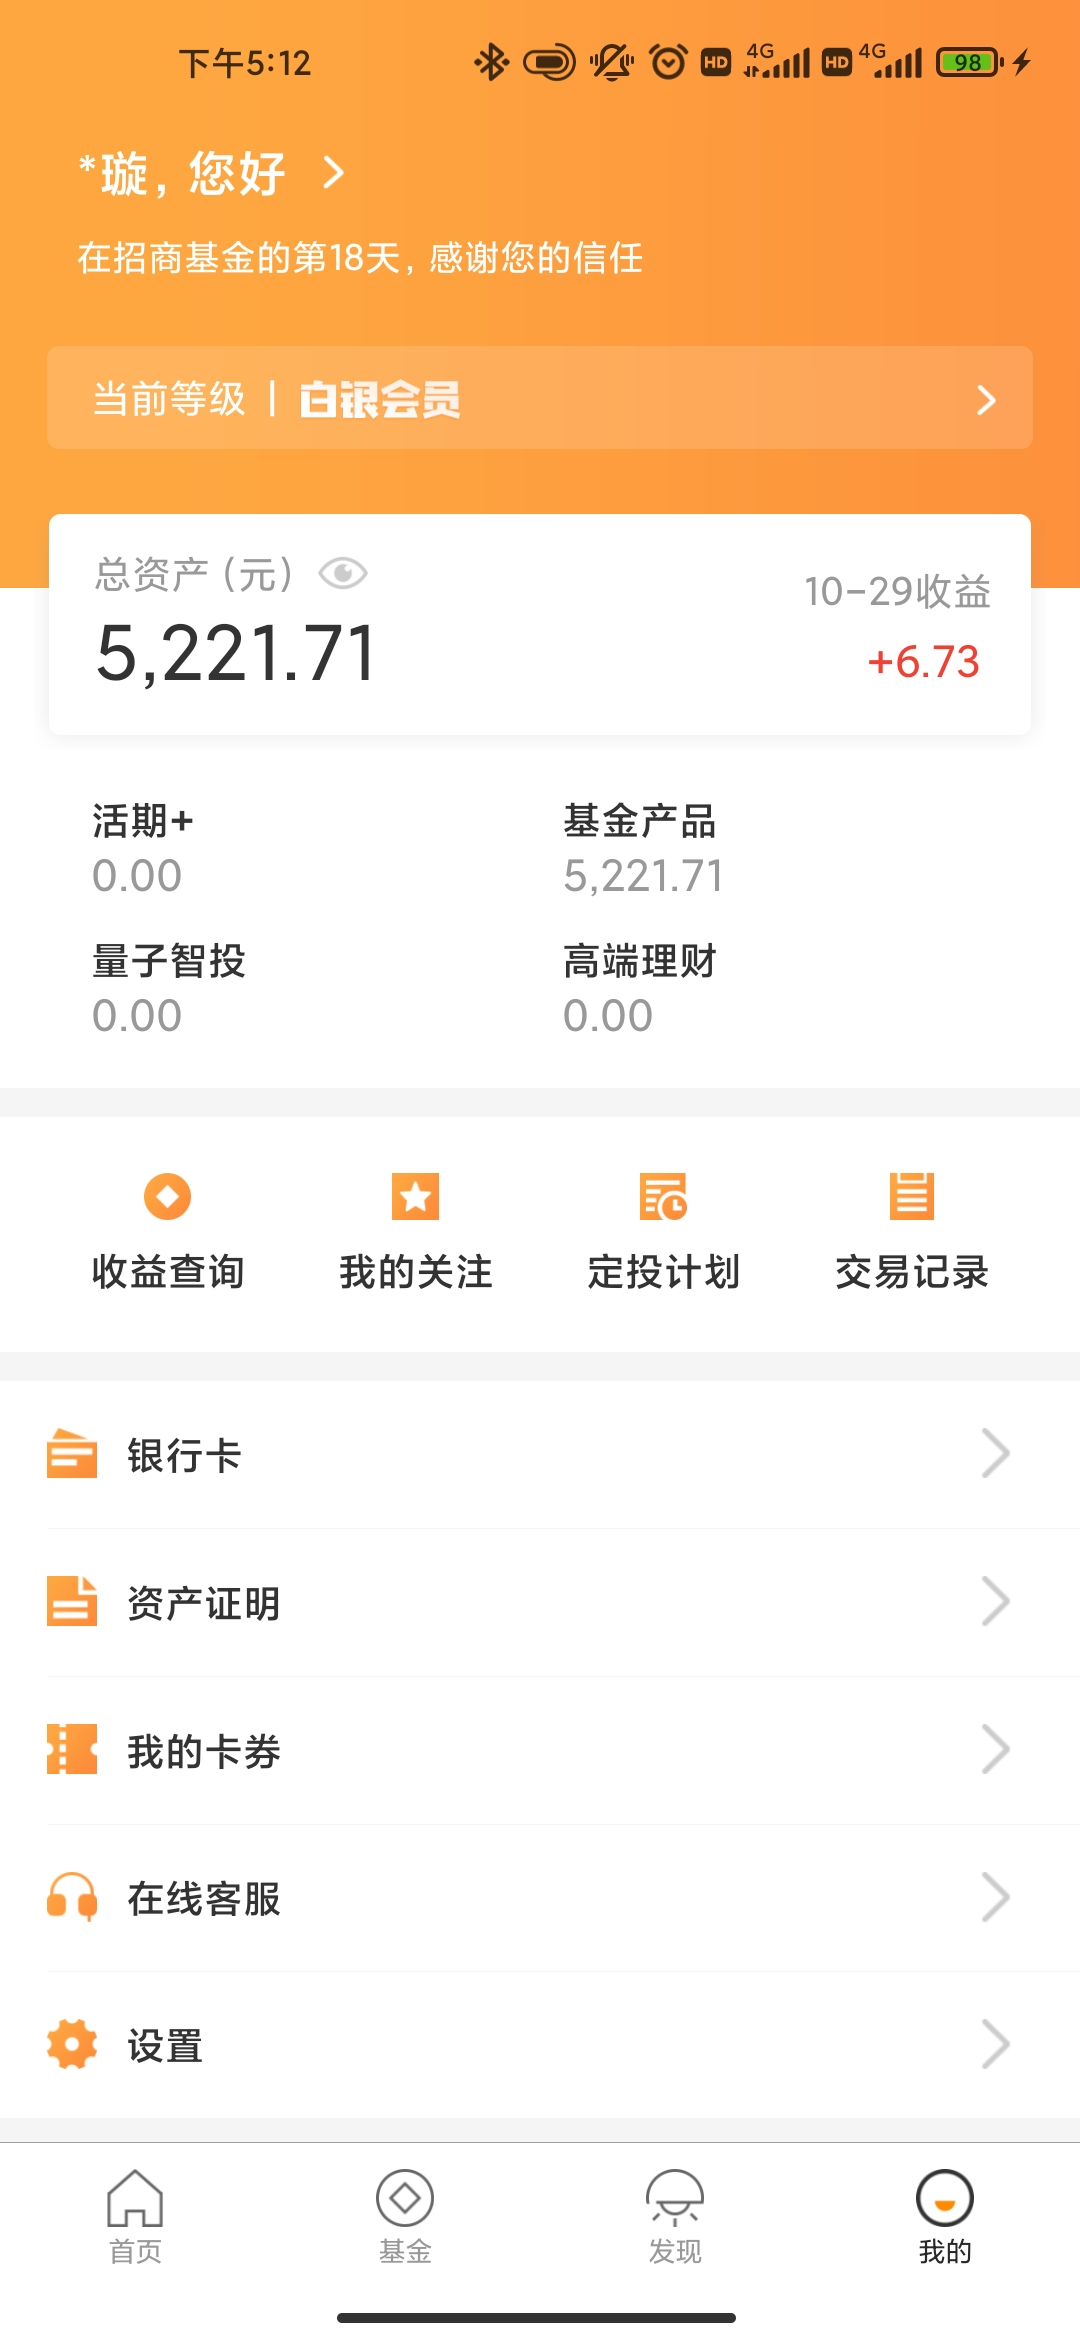 下午5:12
HD
4G
HD
4G
98
*璇，您好
在招商基金的第18天，感谢您的信任
当前等级 | 白银会员
总资产 (元)
10-29收益
5,221.71
+6.73
活期+
基金产品
0.00
5,221.71
量子智投
高端理财
0.00
0.00
收益查询
我的关注
定投计划
交易记录
银行卡
资产证明
我的卡券
在线客服
设置
首页
基金
发现
我的